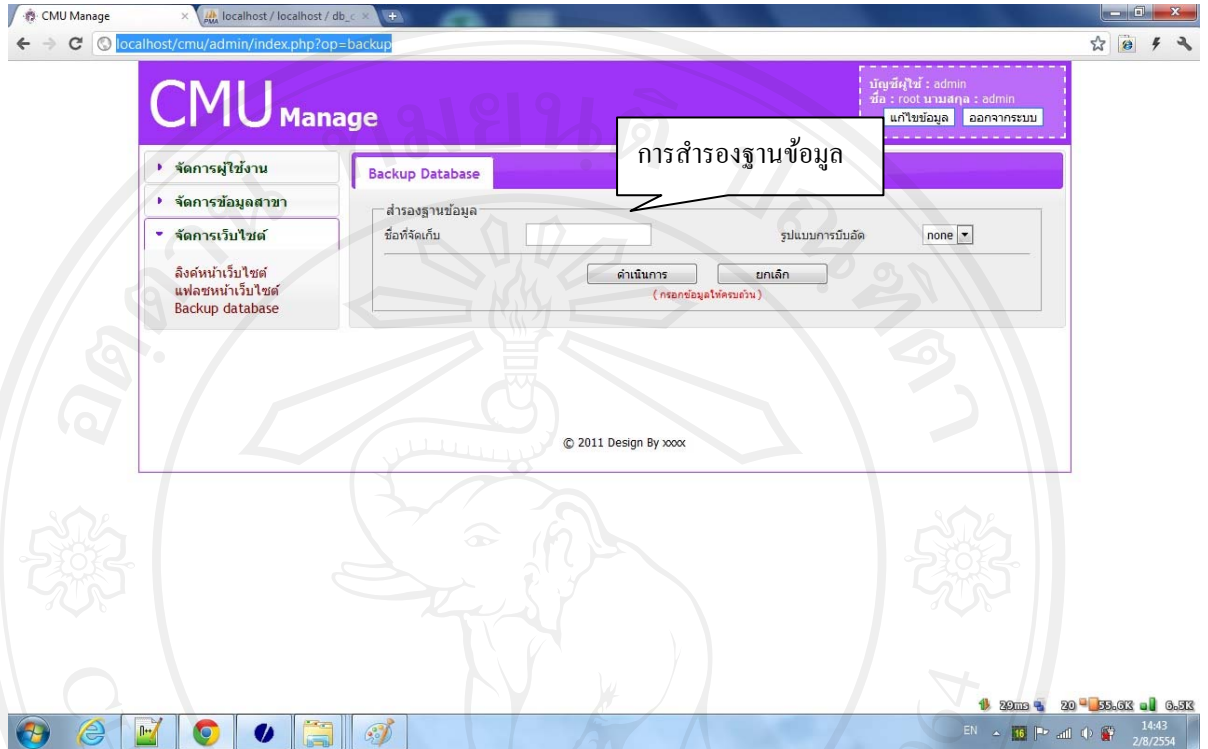 CMU Manage
localhost / localhost / db_c
localhost/cmu/admin/index.php?op=backup
CMU Manage
บัญชีผู้ใช้ : admin
ชื่อ : root นามสกุล : admin
แก้ไขข้อมูล ออกจากระบบ
การสำรองฐานข้อมูล
จัดการผู้ใช้งาน
จัดการข้อมูลสาขา
จัดการเว็บไซต์
ลิงค์หน้าเว็บไซต์
แฟลชหน้าเว็บไซต์
Backup database
Backup Database
สำรองฐานข้อมูล
ชื่อที่จัดเก็บ รูปแบบการบีบอัด none
ดำเนินการ ยกเลิก
( กรอกข้อมูลให้ครบถ้วน )
© 2011 Design By xxxx
EN
16
14:43
2/8/2554